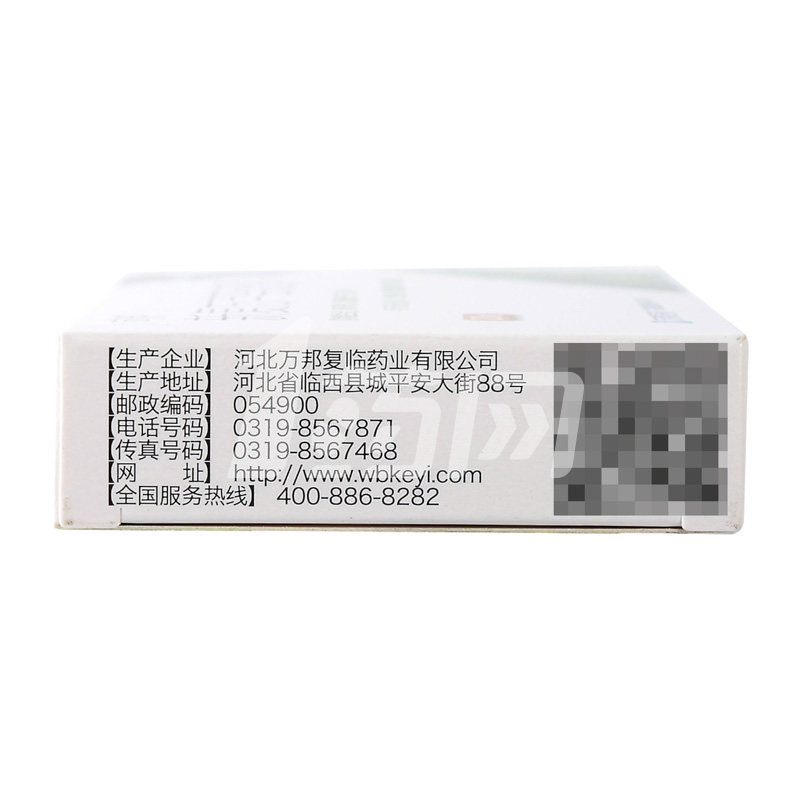 【生产企业】河北万邦复临药业有限公司
【生产地址】河北省临西县城平安大街88号
【邮政编码】054900
【电话号码】0319-8567871
【传真号码】0319-8567468
【网 址】http://www.wbkeyi.com
【全国服务热线】400-886-8282